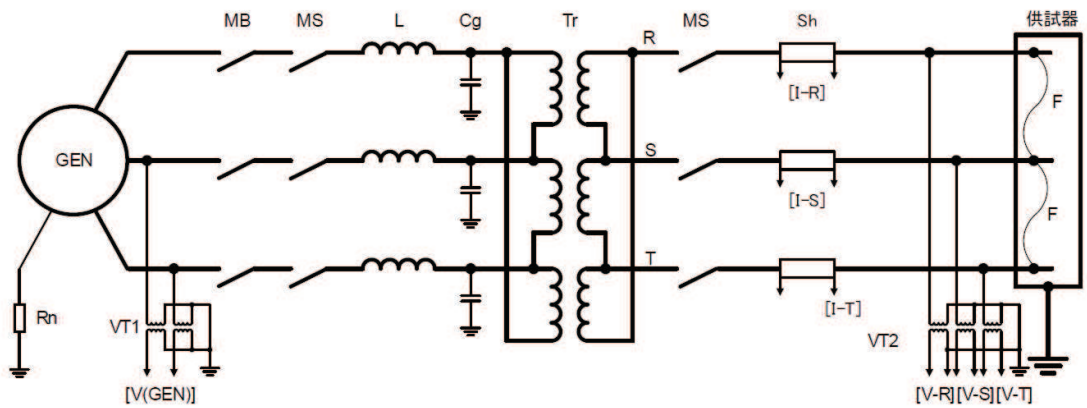 MB MS L Cg Tr R MS Sh 供試器
[I-R]
F
GEN
S
[I-S]
F
T
[I-T]
Rn
VT1
VT2
[V(GEN)]
[V-R][V-S][V-T]